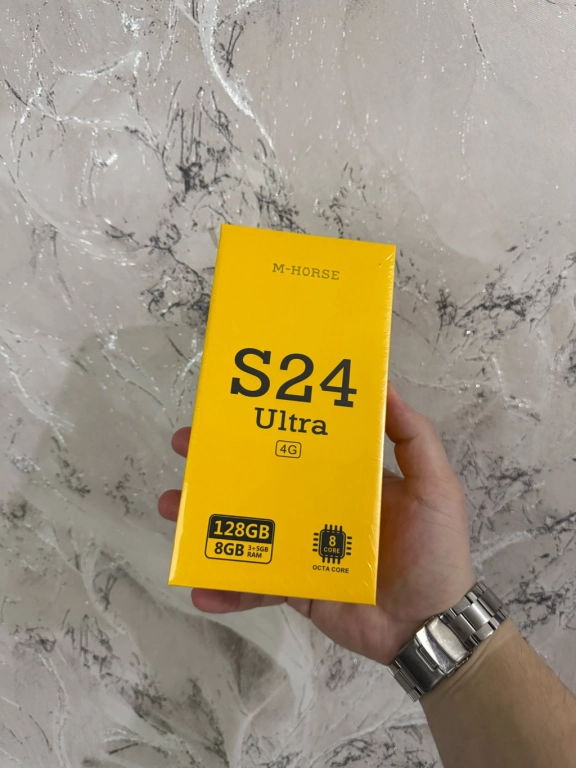 M-HORSE
S24
Ultra
4G
128GB
8GB 3+5GB RAM
8
CORE
OCTA CORE